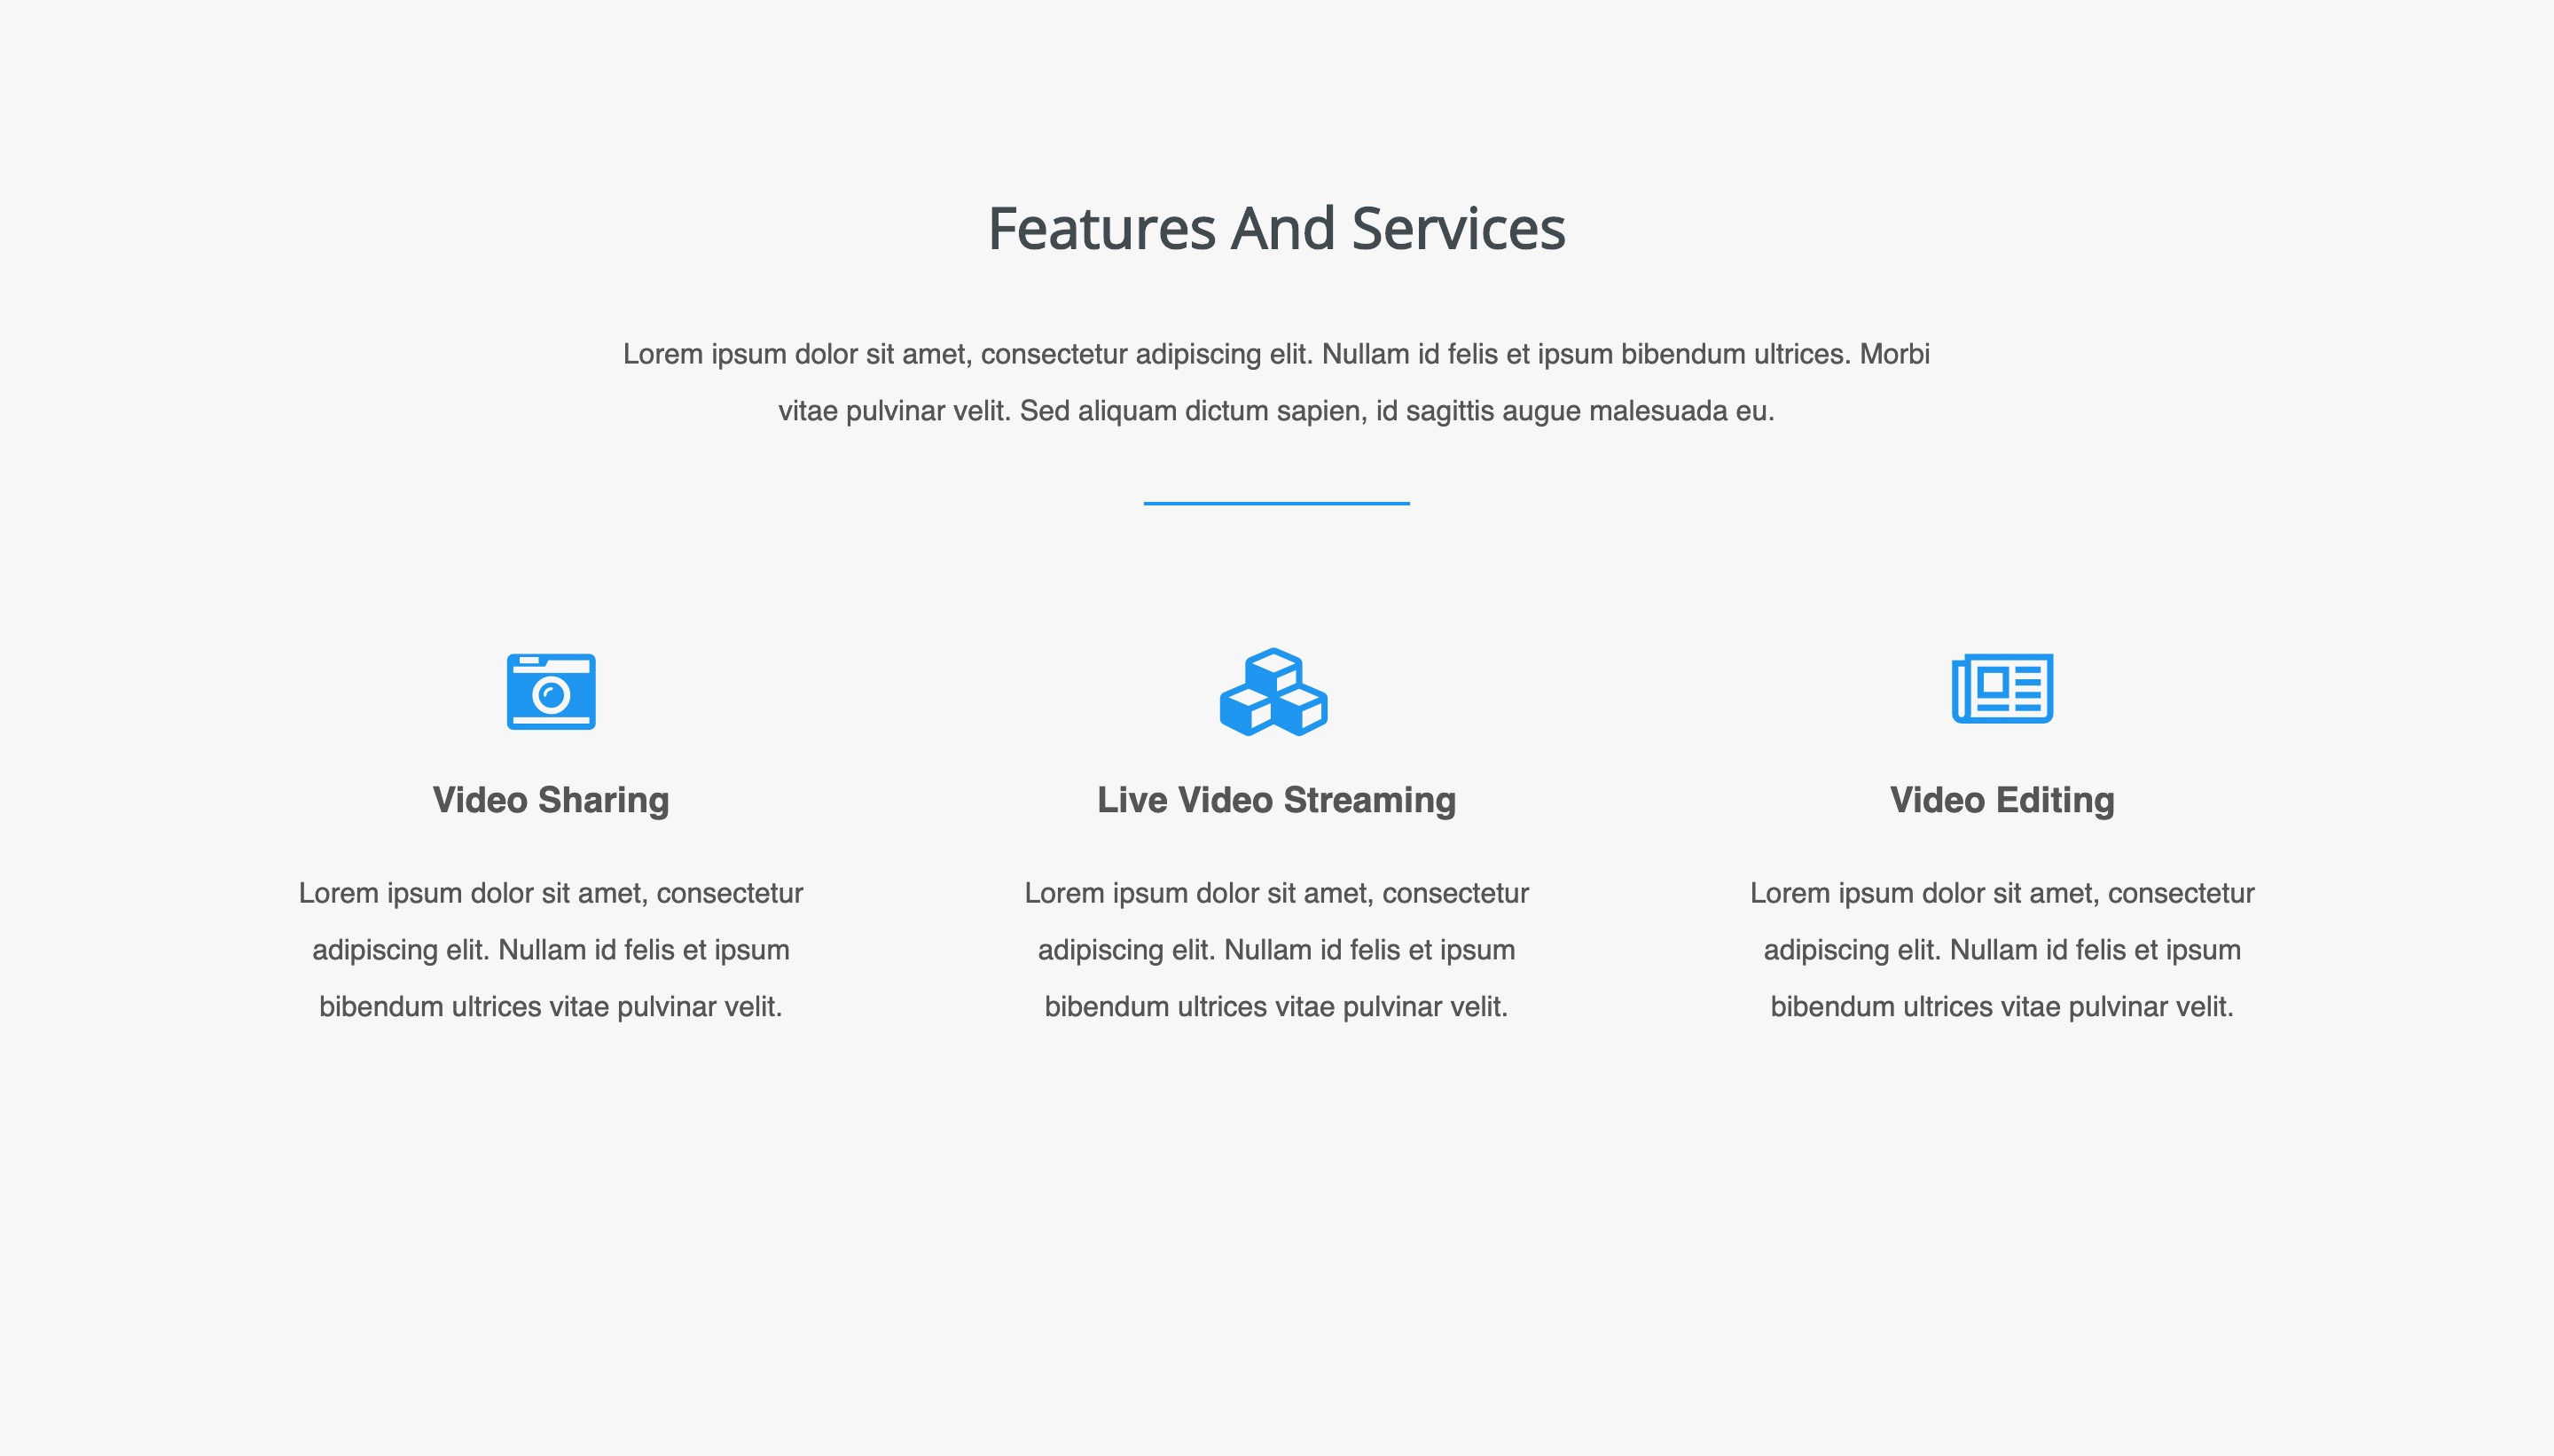 Features And Services
Lorem ipsum dolor sit amet, consectetur adipiscing elit. Nullam id felis et ipsum bibendum ultrices. Morbi
vitae pulvinar velit. Sed aliquam dictum sapien, id sagittis augue malesuada eu.
Video Sharing
Lorem ipsum dolor sit amet, consectetur
adipiscing elit. Nullam id felis et ipsum
bibendum ultrices vitae pulvinar velit.
Live Video Streaming
Lorem ipsum dolor sit amet, consectetur
adipiscing elit. Nullam id felis et ipsum
bibendum ultrices vitae pulvinar velit.
Video Editing
Lorem ipsum dolor sit amet, consectetur
adipiscing elit. Nullam id felis et ipsum
bibendum ultrices vitae pulvinar velit.